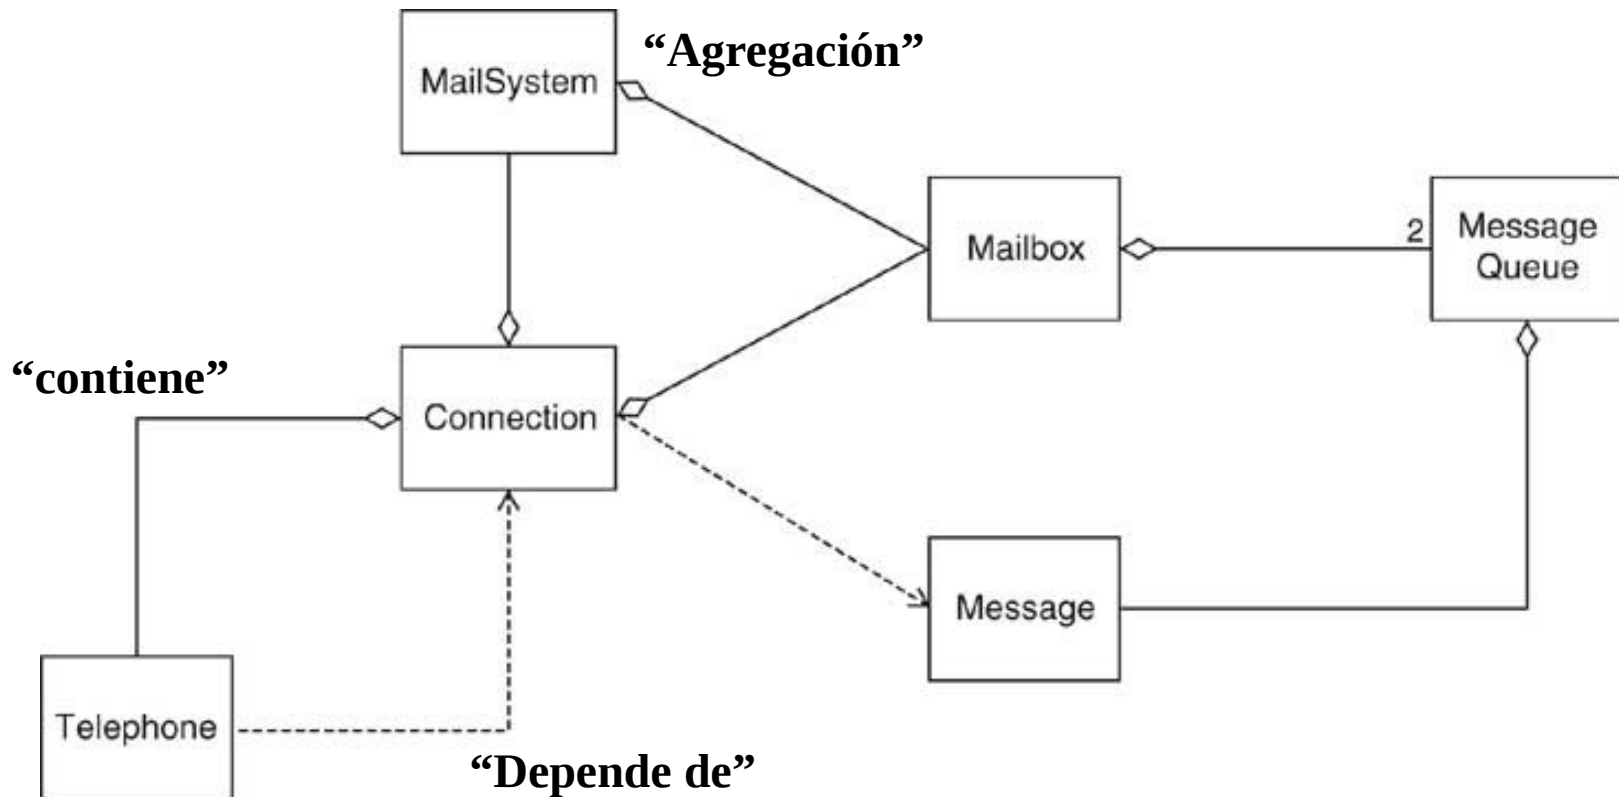 “Agregación”
MailSystem
2
Message
Queue
Mailbox
“contiene”
Connection
Message
Telephone
“Depende de”